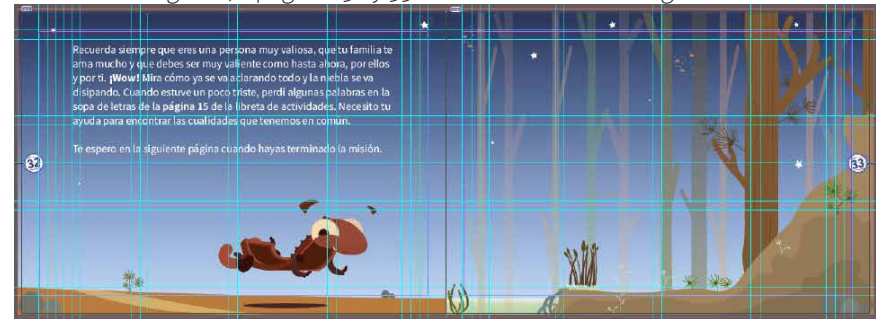 Recuerda siempre que eres una persona muy valiosa, que tu familia te
ama mucho y que debes ser muy valiente como hasta ahora, por ellos
y por ti. ¡Wow! Mira cómo ya se va aclarando todo y la niebla se va
disipando. Cuando estuve un poco triste, perdí algunas palabras en la
sopa de letras de la página 15 de la libreta de actividades. Necesito tu
ayuda para encontrar las cualidades que tenemos en común.
Te espero en la siguiente página cuando hayas terminado la misión.
32
33